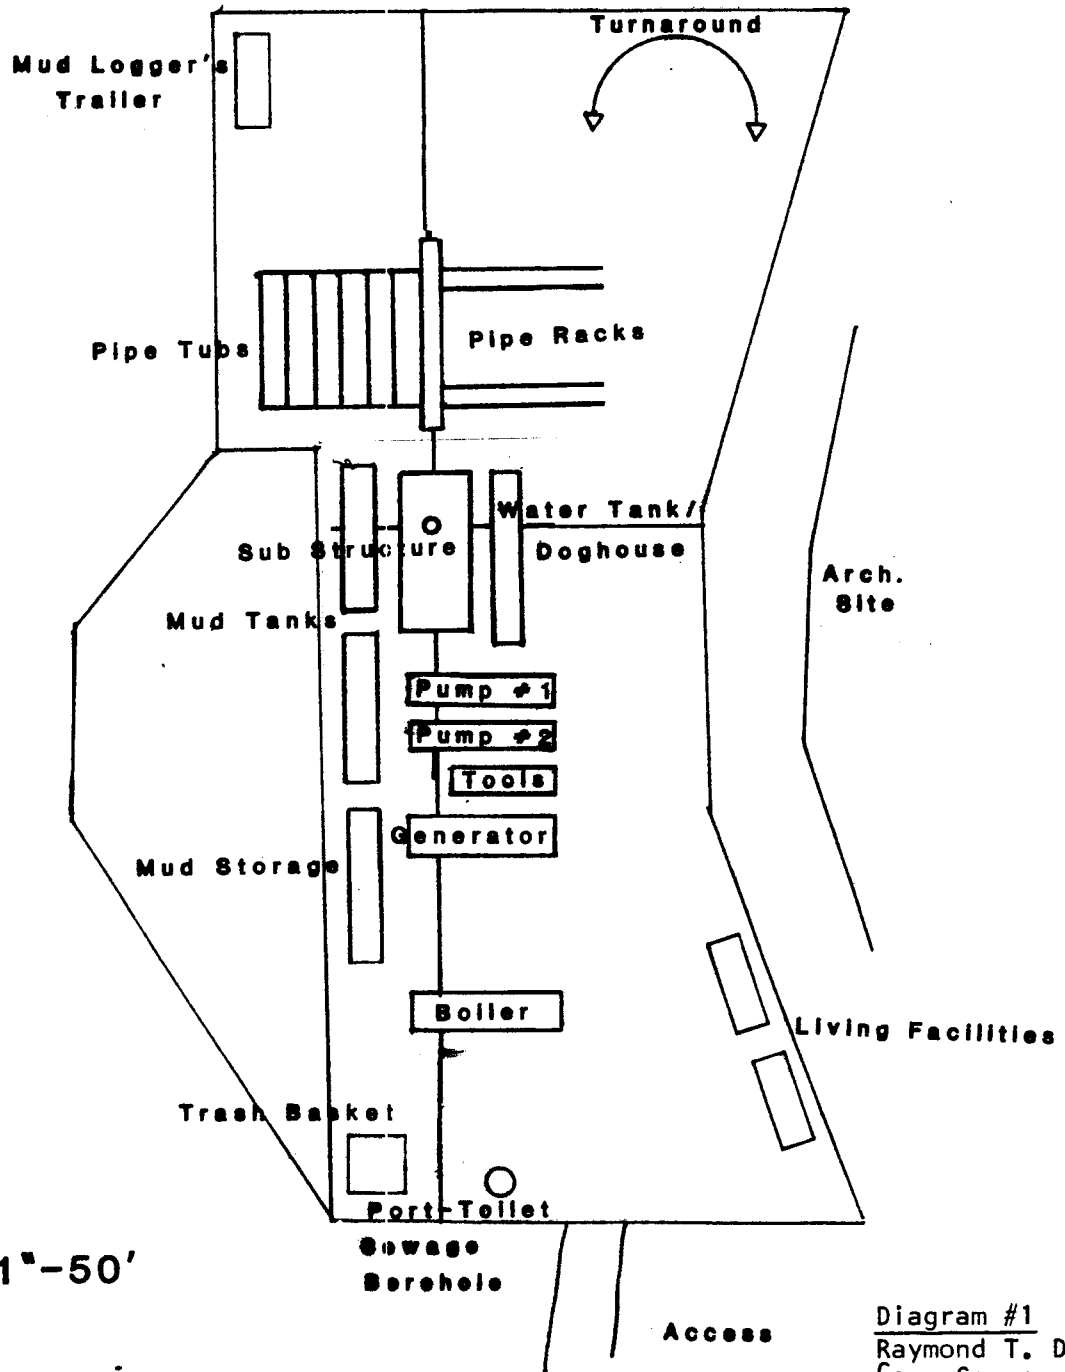 Turnaround
Mud Logger's
Trailer
Pipe Tubs
Pipe Racks
Water Tank/
Doghouse
Sub Structure
Arch.
Site
Mud Tanks
Pump #1
Pump #2
Tools
Generator
Mud Storage
Boiler
Living Facilities
Trash Basket
Port-Toilet
Sewage
Borehole
1"-50'
Access
Diagram #1
Raymond T. D